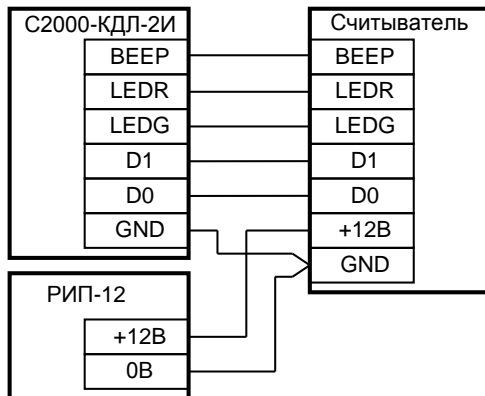 С2000-КДЛ-2И
BEEP
LEDR
LEDG
D1
D0
GND
РИП-12
+12В
0В
Считыватель
BEEP
LEDR
LEDG
D1
D0
+12В
GND